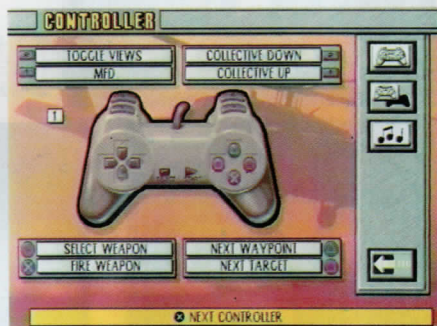 CONTROLLER
TOGGLE VIEWS
MFD
COLLECTIVE DOWN
COLLECTIVE UP
1
SELECT WEAPON
FIRE WEAPON
NEXT WAYPOINT
NEXT TARGET
NEXT CONTROLLER